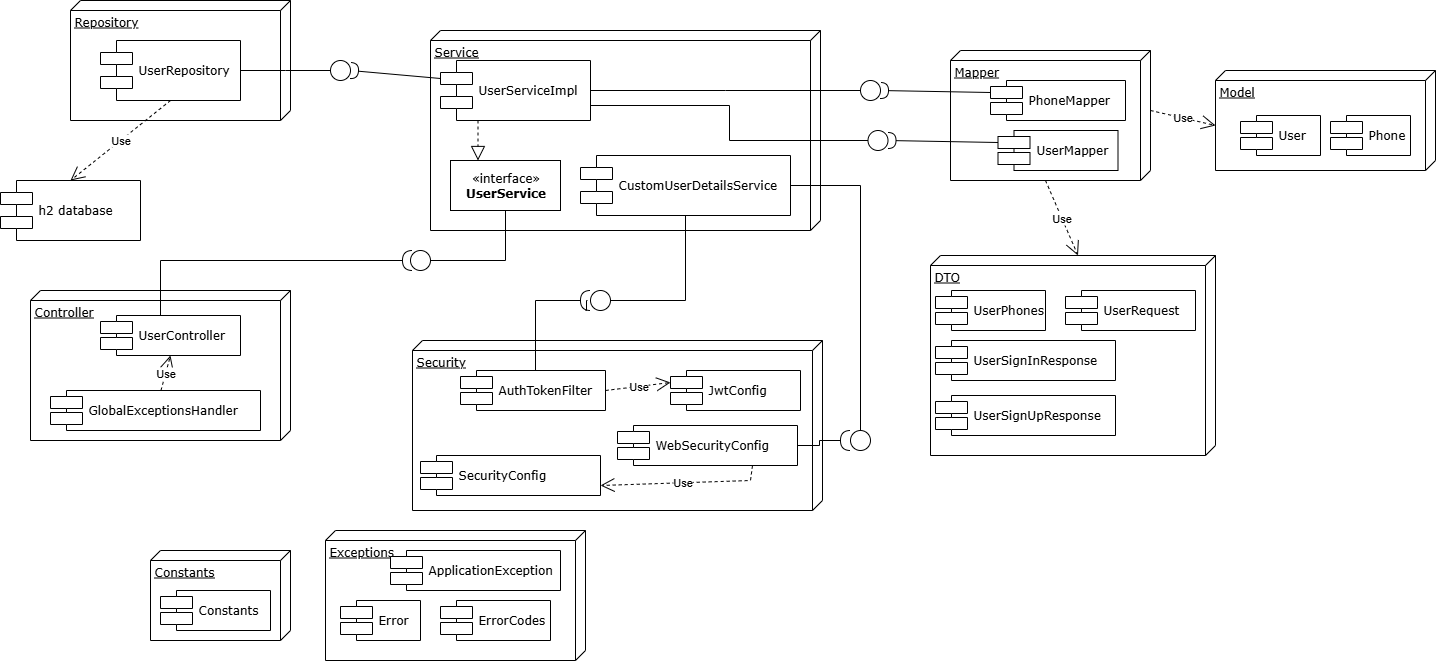 Repository
UserRepository
Use
h2 database
Service
UserServiceImpl
«interface»
UserService
CustomUserDetailsService
Mapper
PhoneMapper
UserMapper
Use
Model
User
Phone
Use
DTO
UserPhones
UserRequest
UserSignInResponse
UserSignUpResponse
Controller
UserController
Use
GlobalExceptionsHandler
Security
AuthTokenFilter
Use
JwtConfig
WebSecurityConfig
SecurityConfig
Use
Constants
Constants
Exceptions
ApplicationException
Error
ErrorCodes